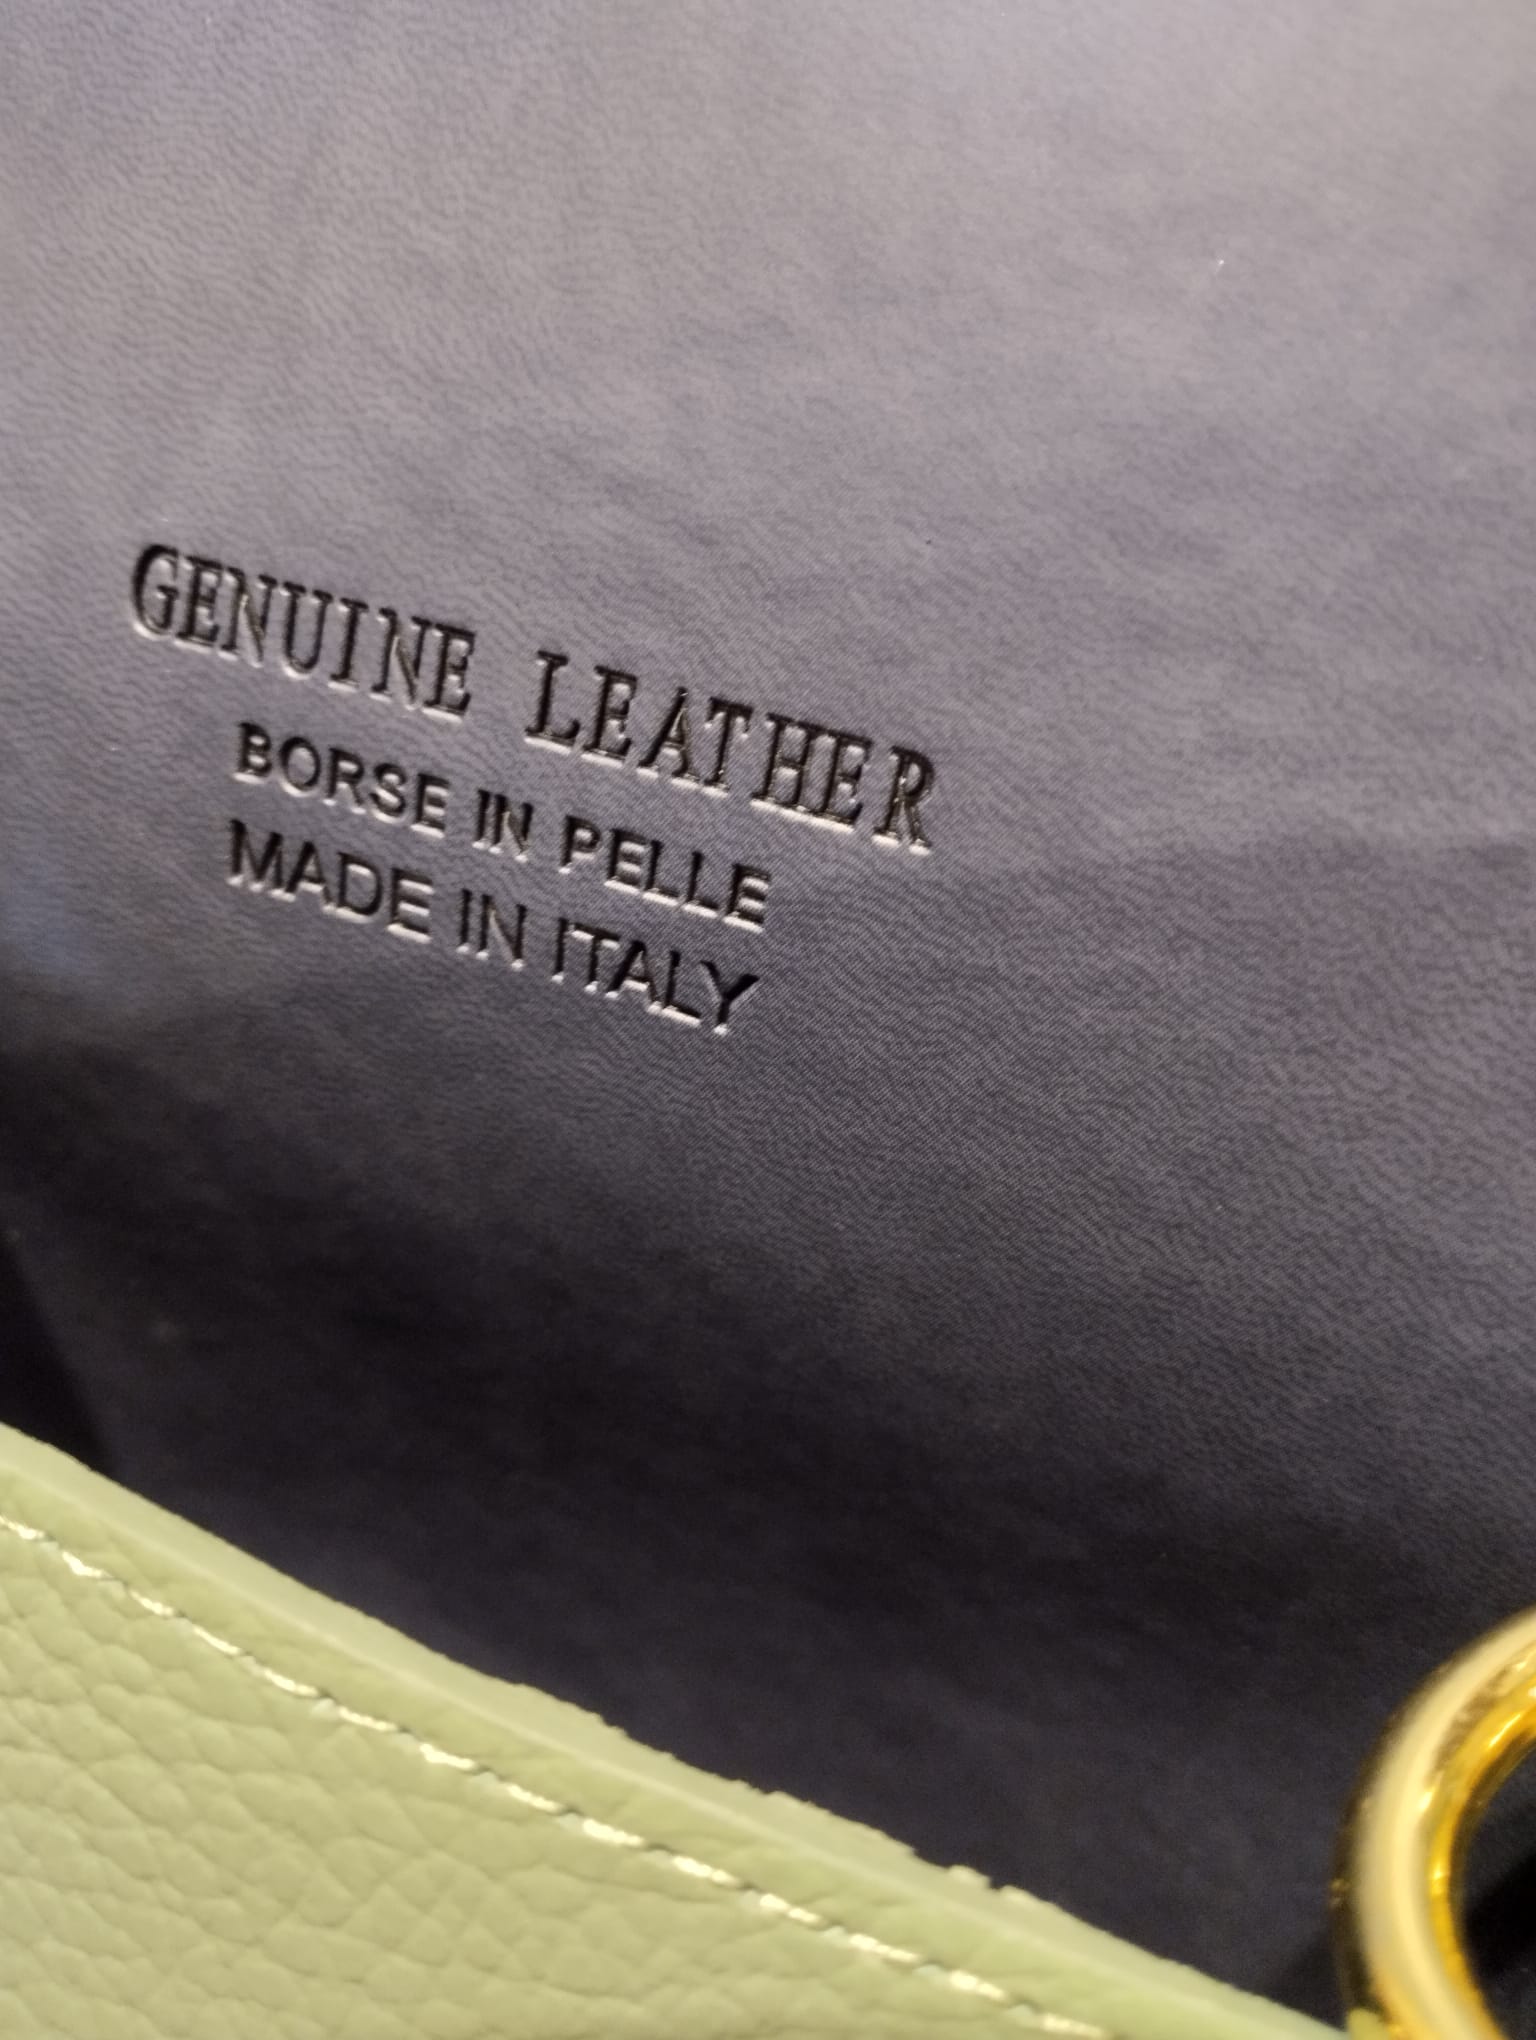 GENUINE LEATHER
BORSE IN PELLE
MADE IN ITALY